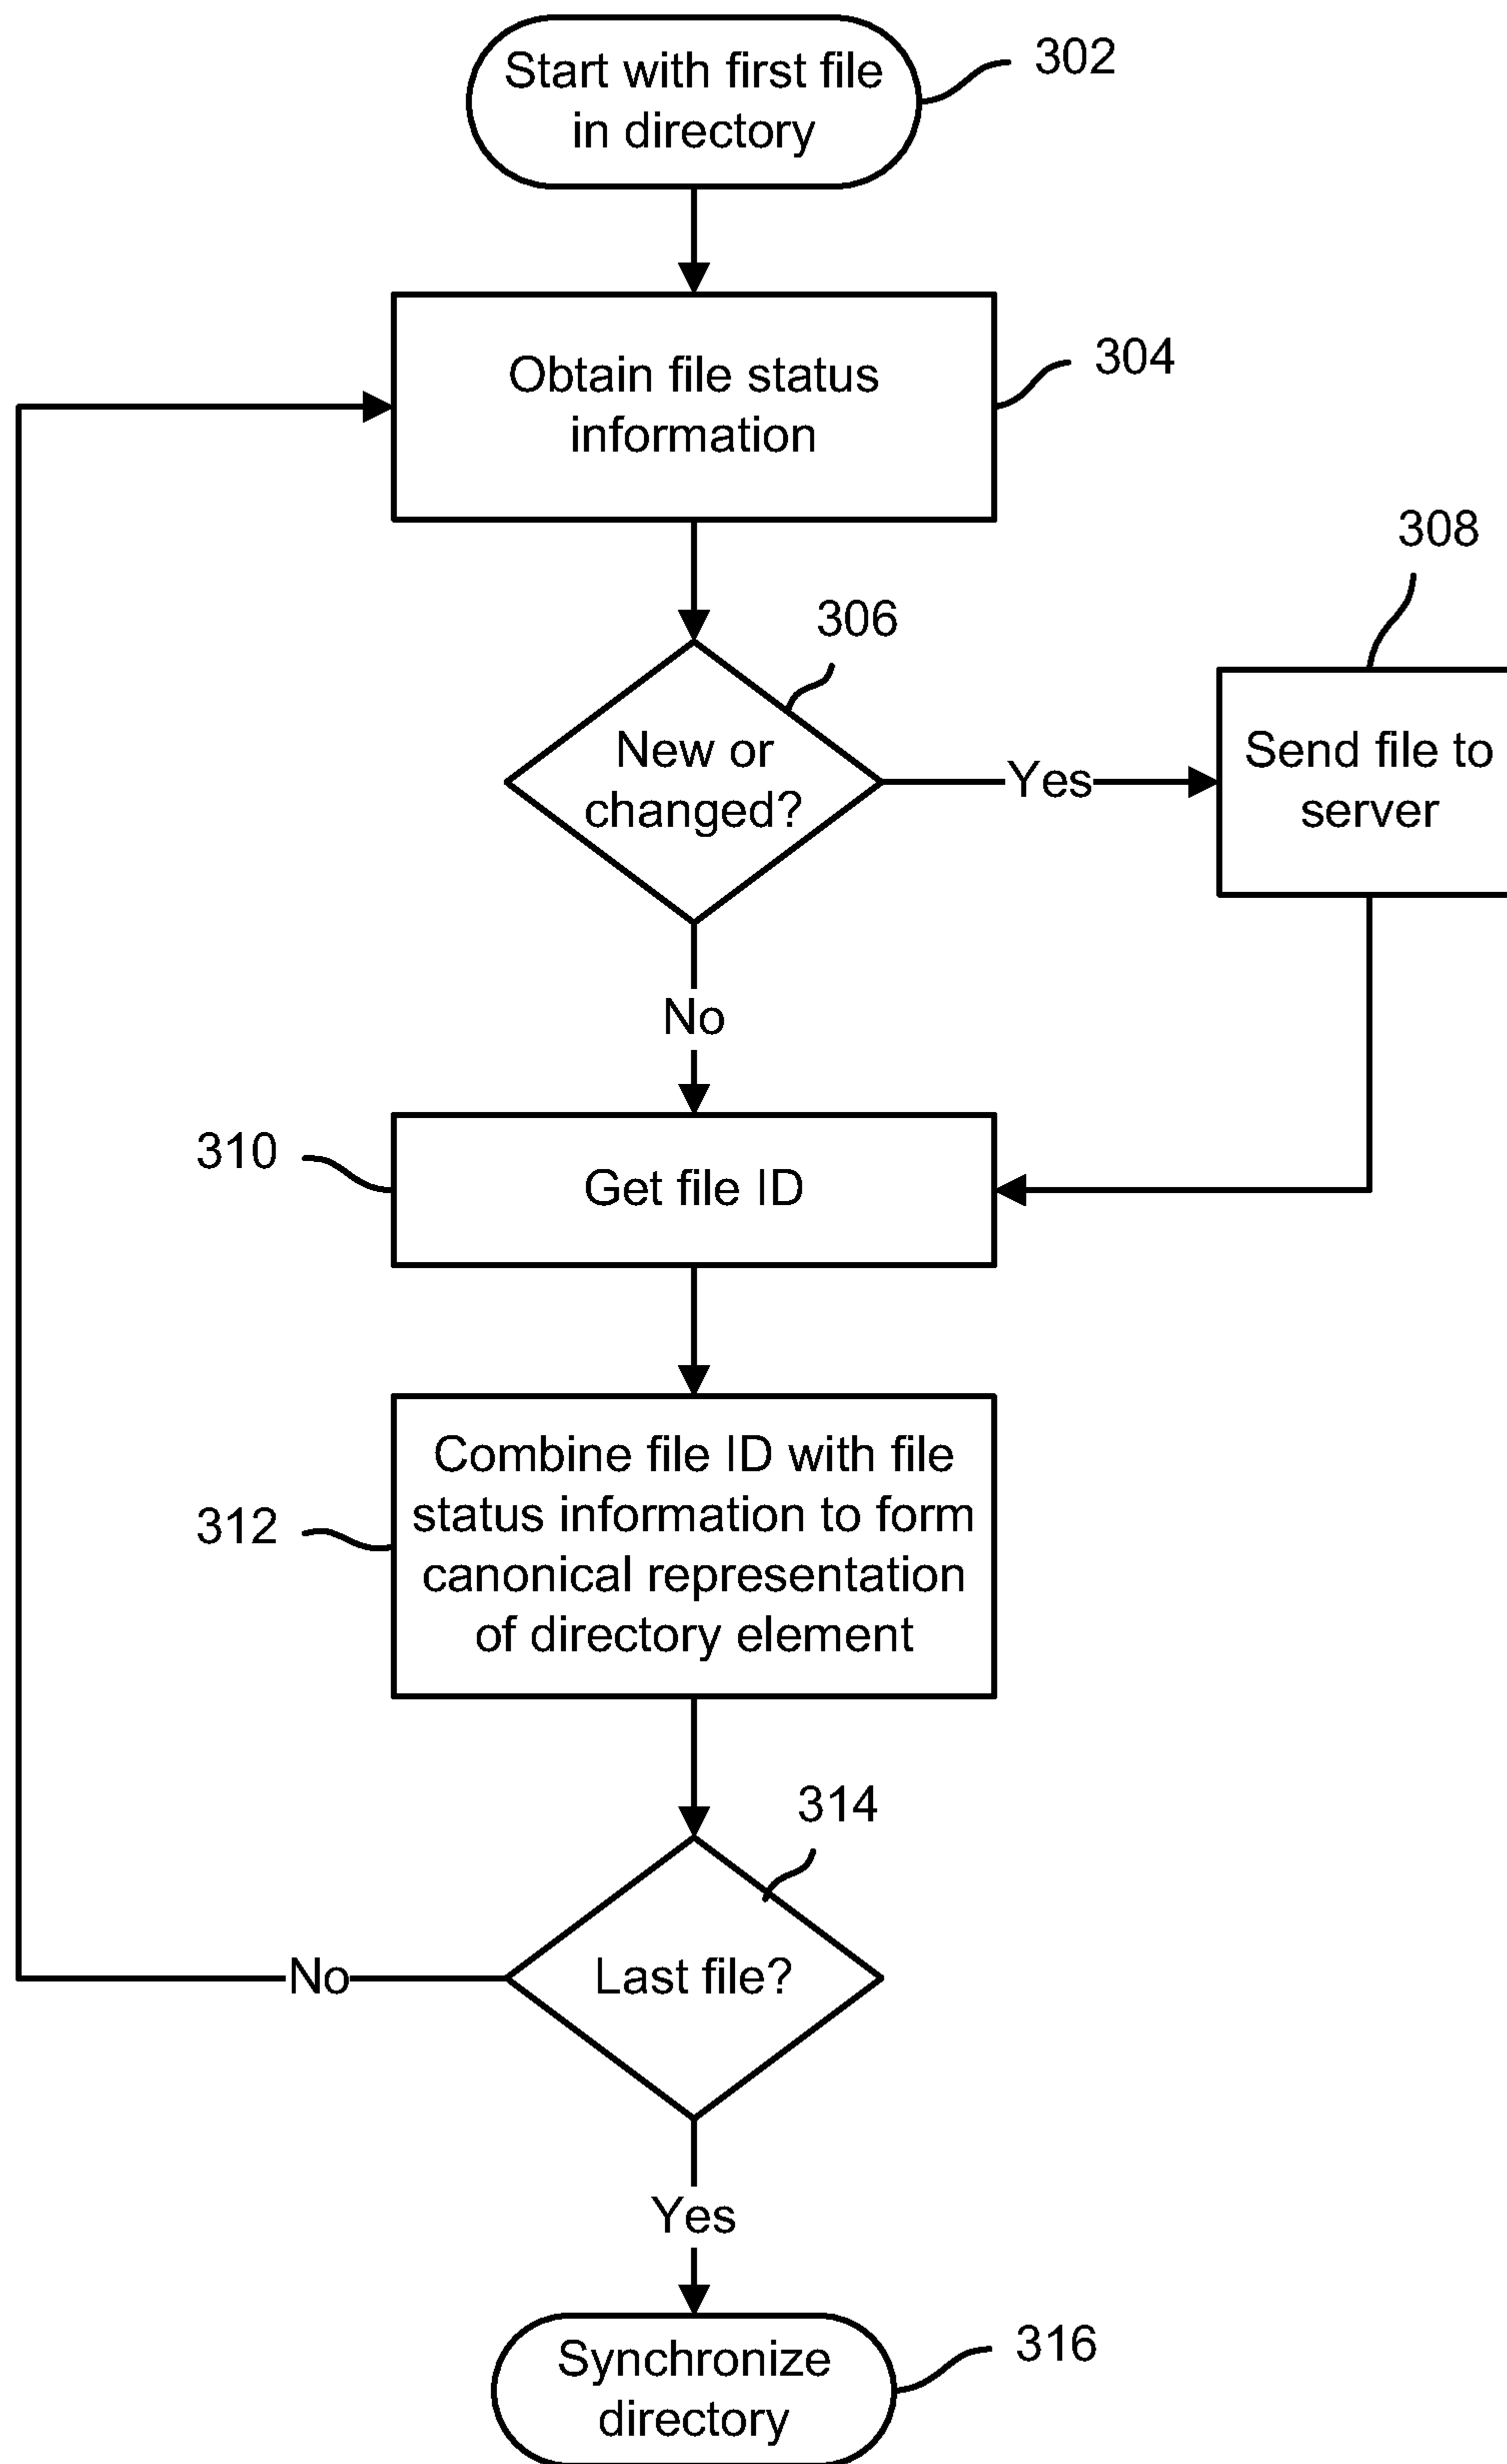 Start with first file
in directory
302
Obtain file status
information
304
308
306
New or
changed?
Yes
Send file to
server
No
310
Get file ID
Combine file ID with file
status information to form
canonical representation
of directory element
312
314
Last file?
No
Yes
Synchronize
directory
316